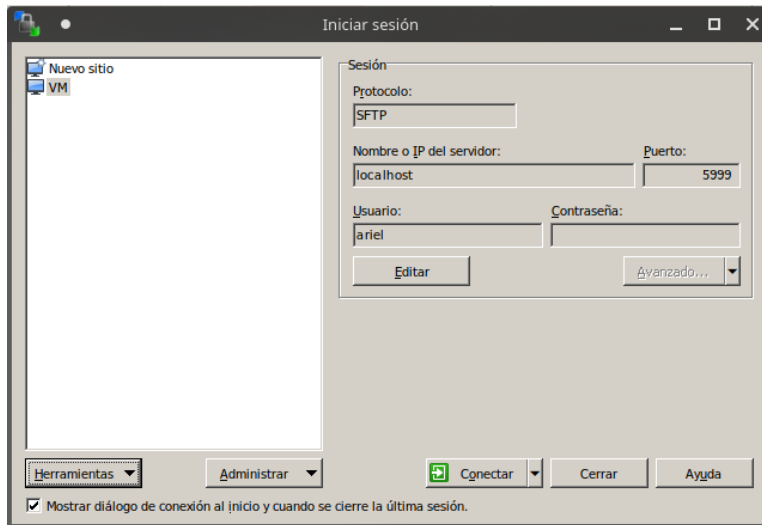 Iniciar sesión
Nuevo sitio
VM
Sesión
Protocolo:
SFTP
Nombre o IP del servidor:
Puerto:
localhost
5999
Usuario:
Contraseña:
ariel
Editar
Avanzado...
Herramientas
Administrar
Conectar
Cerrar
Ayuda
Mostrar diálogo de conexión al inicio y cuando se cierre la última sesión.